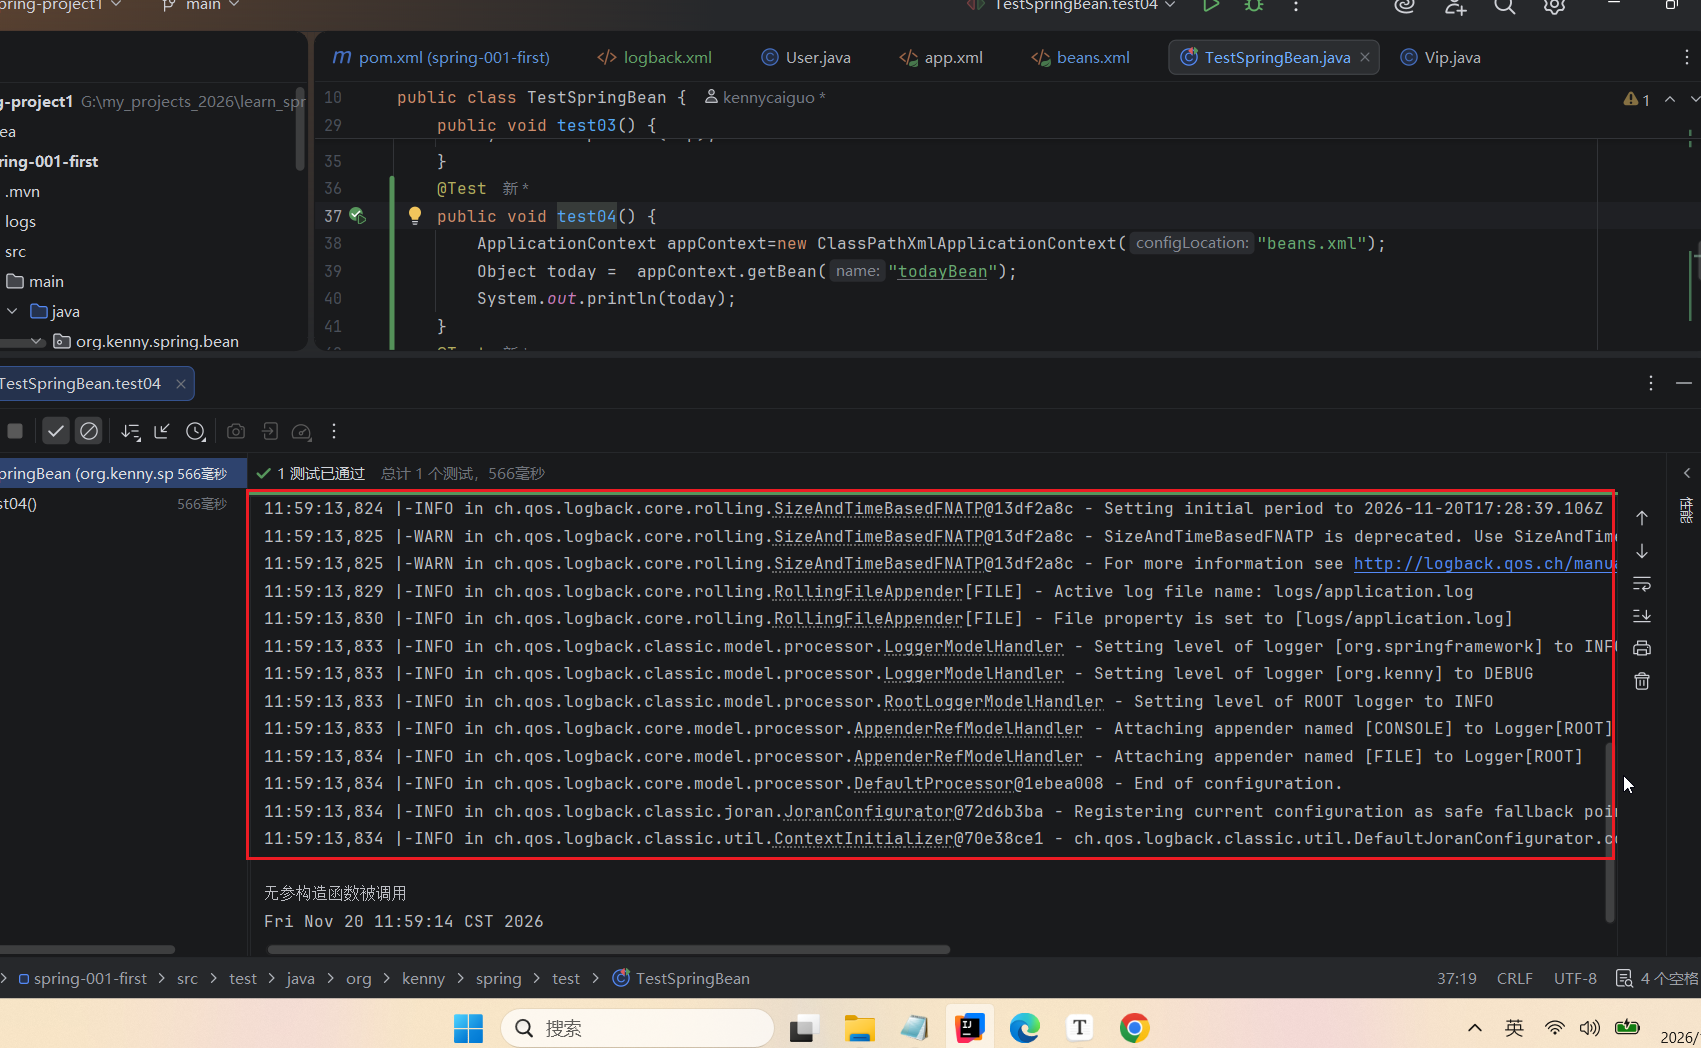 pring-project1
main
TestSpringBean.test04
pom.xml (spring-001-first)
logback.xml
User.java
app.xml
beans.xml
TestSpringBean.java
Vip.java
g-project1 G:\my_projects_2026\learn_spr
ea
ring-001-first
.mvn
logs
src
main
java
org.kenny.spring.bean
10 public class TestSpringBean { kennycaiguo *
1
29 public void test03() {
35 }
36 @Test 新 *
37 public void test04() {
38 ApplicationContext appContext=new ClassPathXmlApplicationContext( configLocation: "beans.xml");
39 Object today = appContext.getBean( name: "todayBean");
40 System.out.println(today);
41 }
TestSpringBean.test04
pringBean (org.kenny.sp 566毫秒
st04() 566毫秒
1 测试已通过 总计 1 个测试, 566毫秒
性能
11:59:13,824 |-INFO in ch.qos.logback.core.rolling.SizeAndTimeBasedFNATP@13df2a8c - Setting initial period to 2026-11-20T17:28:39.106Z
11:59:13,825 |-WARN in ch.qos.logback.core.rolling.SizeAndTimeBasedFNATP@13df2a8c - SizeAndTimeBasedFNATP is deprecated. Use SizeAndTime
11:59:13,825 |-WARN in ch.qos.logback.core.rolling.SizeAndTimeBasedFNATP@13df2a8c - For more information see http://logback.qos.ch/manua
11:59:13,829 |-INFO in ch.qos.logback.core.rolling.RollingFileAppender[FILE] - Active log file name: logs/application.log
11:59:13,830 |-INFO in ch.qos.logback.core.rolling.RollingFileAppender[FILE] - File property is set to [logs/application.log]
11:59:13,833 |-INFO in ch.qos.logback.classic.model.processor.LoggerModelHandler - Setting level of logger [org.springframework] to INFO
11:59:13,833 |-INFO in ch.qos.logback.classic.model.processor.LoggerModelHandler - Setting level of logger [org.kenny] to DEBUG
11:59:13,833 |-INFO in ch.qos.logback.classic.model.processor.RootLoggerModelHandler - Setting level of ROOT logger to INFO
11:59:13,833 |-INFO in ch.qos.logback.core.model.processor.AppenderRefModelHandler - Attaching appender named [CONSOLE] to Logger[ROOT]
11:59:13,834 |-INFO in ch.qos.logback.core.model.processor.AppenderRefModelHandler - Attaching appender named [FILE] to Logger[ROOT]
11:59:13,834 |-INFO in ch.qos.logback.core.model.processor.DefaultProcessor@1ebea008 - End of configuration.
11:59:13,834 |-INFO in ch.qos.logback.classic.joran.JoranConfigurator@72d6b3ba - Registering current configuration as safe fallback poin
11:59:13,834 |-INFO in ch.qos.logback.classic.util.ContextInitializer@70e38ce1 - ch.qos.logback.classic.util.DefaultJoranConfigurator.co
无参构造函数被调用
Fri Nov 20 11:59:14 CST 2026
spring-001-first > src > test > java > org > kenny > spring > test > TestSpringBean
37:19 CRLF UTF-8 4 个空格
搜索
英
2026/